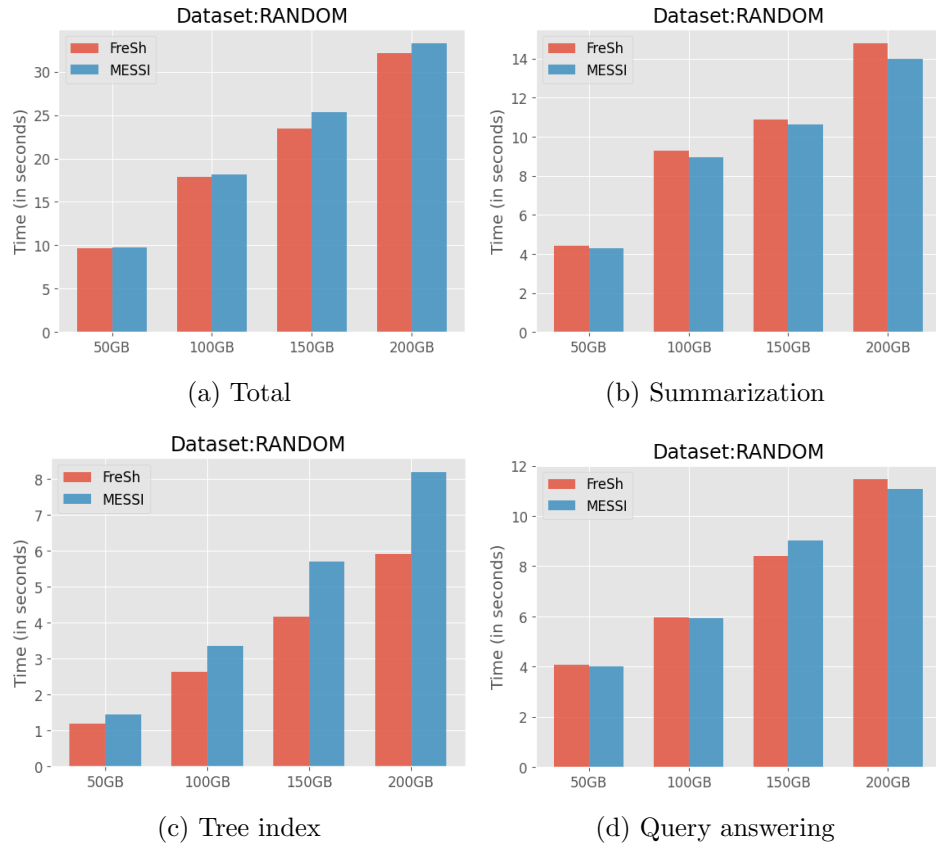 Dataset:RANDOM
FreSh
MESSI
Time (in seconds)
30
25
20
15
10
5
0
50GB 100GB 150GB 200GB
(a) Total
Dataset:RANDOM
FreSh
MESSI
Time (in seconds)
14
12
10
8
6
4
2
0
50GB 100GB 150GB 200GB
(b) Summarization
Dataset:RANDOM
FreSh
MESSI
Time (in seconds)
8
7
6
5
4
3
2
1
0
50GB 100GB 150GB 200GB
(c) Tree index
Dataset:RANDOM
FreSh
MESSI
Time (in seconds)
12
10
8
6
4
2
0
50GB 100GB 150GB 200GB
(d) Query answering